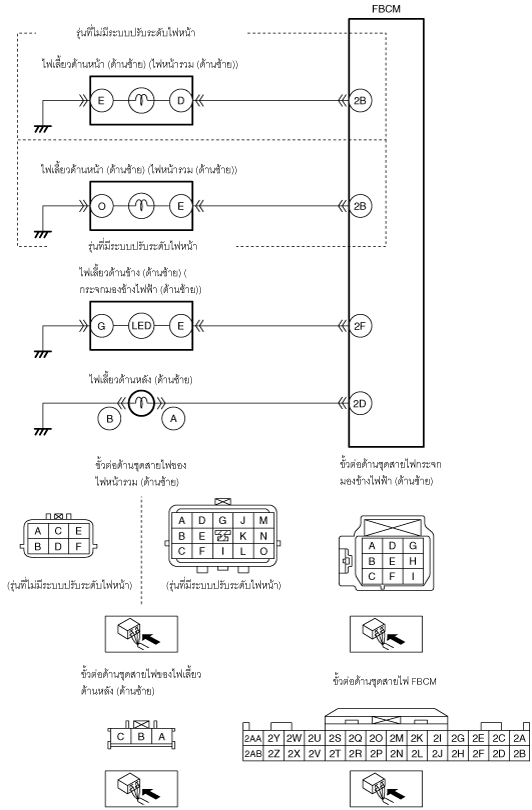 FBCM
รุ่นที่ไม่มีระบบปรับระดับไฟหน้า
ไฟเลี้ยวด้านหน้า (ด้านซ้าย) (ไฟหน้ารวม (ด้านซ้าย))
E D 2B
ไฟเลี้ยวด้านหน้า (ด้านซ้าย) (ไฟหน้ารวม (ด้านซ้าย))
O E 2B
รุ่นที่มีระบบปรับระดับไฟหน้า
ไฟเลี้ยวด้านข้าง (ด้านซ้าย) (
กระจกมองข้างไฟฟ้า (ด้านซ้าย))
G LED E 2F
ไฟเลี้ยวด้านหลัง (ด้านซ้าย)
2D
B A
ขั้วต่อด้านชุดสายไฟของ
ไฟหน้ารวม (ด้านซ้าย)
ขั้วต่อด้านชุดสายไฟกระจก
มองข้างไฟฟ้า (ด้านซ้าย)
A C E
B D F
(รุ่นที่ไม่มีระบบปรับระดับไฟหน้า)
A D G J M
B E K N
C F I L O
(รุ่นที่มีระบบปรับระดับไฟหน้า)
A D G
B E H
C F I
ขั้วต่อด้านชุดสายไฟของไฟเลี้ยว
ด้านหลัง (ด้านซ้าย)
C B A
ขั้วต่อด้านชุดสายไฟ FBCM
2AA 2Y 2W 2U 2S 2Q 2O 2M 2K 2I 2G 2E 2C 2A
2AB 2Z 2X 2V 2T 2R 2P 2N 2L 2J 2H 2F 2D 2B